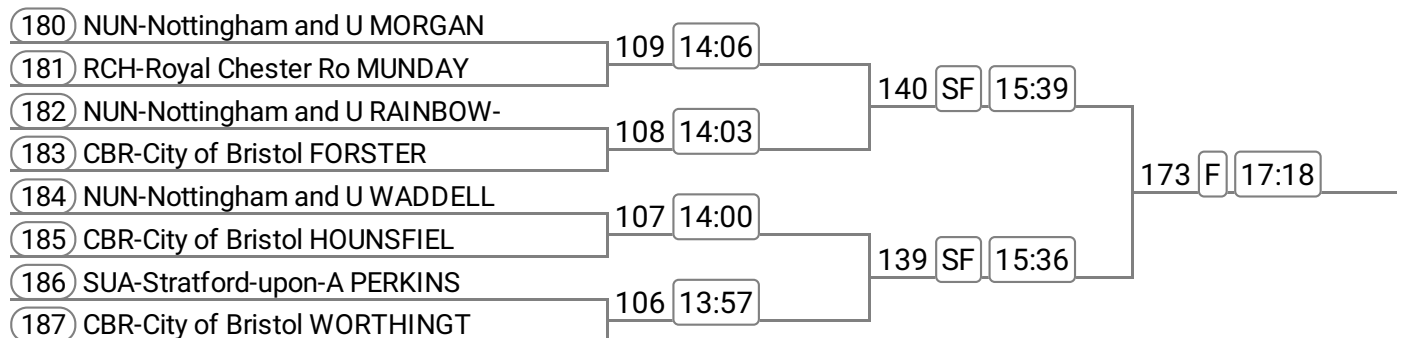 180 NUN-Nottingham and U MORGAN
109 14:06
181 RCH-Royal Chester Ro MUNDAY
140 SF 15:39
182 NUN-Nottingham and U RAINBOW-
108 14:03
183 CBR-City of Bristol FORSTER
173 F 17:18
184 NUN-Nottingham and U WADDELL
107 14:00
185 CBR-City of Bristol HOUNSFIEL
139 SF 15:36
186 SUA-Stratford-upon-A PERKINS
106 13:57
187 CBR-City of Bristol WORTHINGT